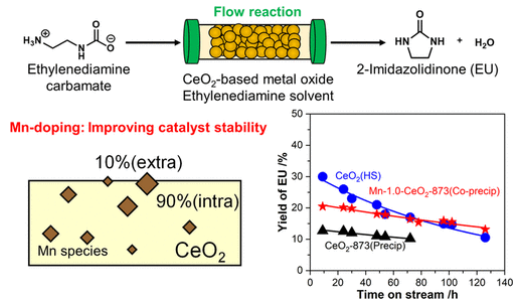 Flow reaction
H₃N⊕
N
H
O
O⊖
Ethylenediamine
carbamate
CeO₂-based metal oxide
Ethylenediamine solvent
O
HN NH
+ H₂O
2-Imidazolidinone (EU)
Mn-doping: Improving catalyst stability
10%(extra)
90%(intra)
Mn species
CeO₂
Yield of EU /%
50
40
30
20
10
0
CeO₂(HS)
Mn-1.0-CeO₂-873(Co-precip)
CeO₂-873(Precip)
0 20 40 60 80 100 120 140
Time on stream /h